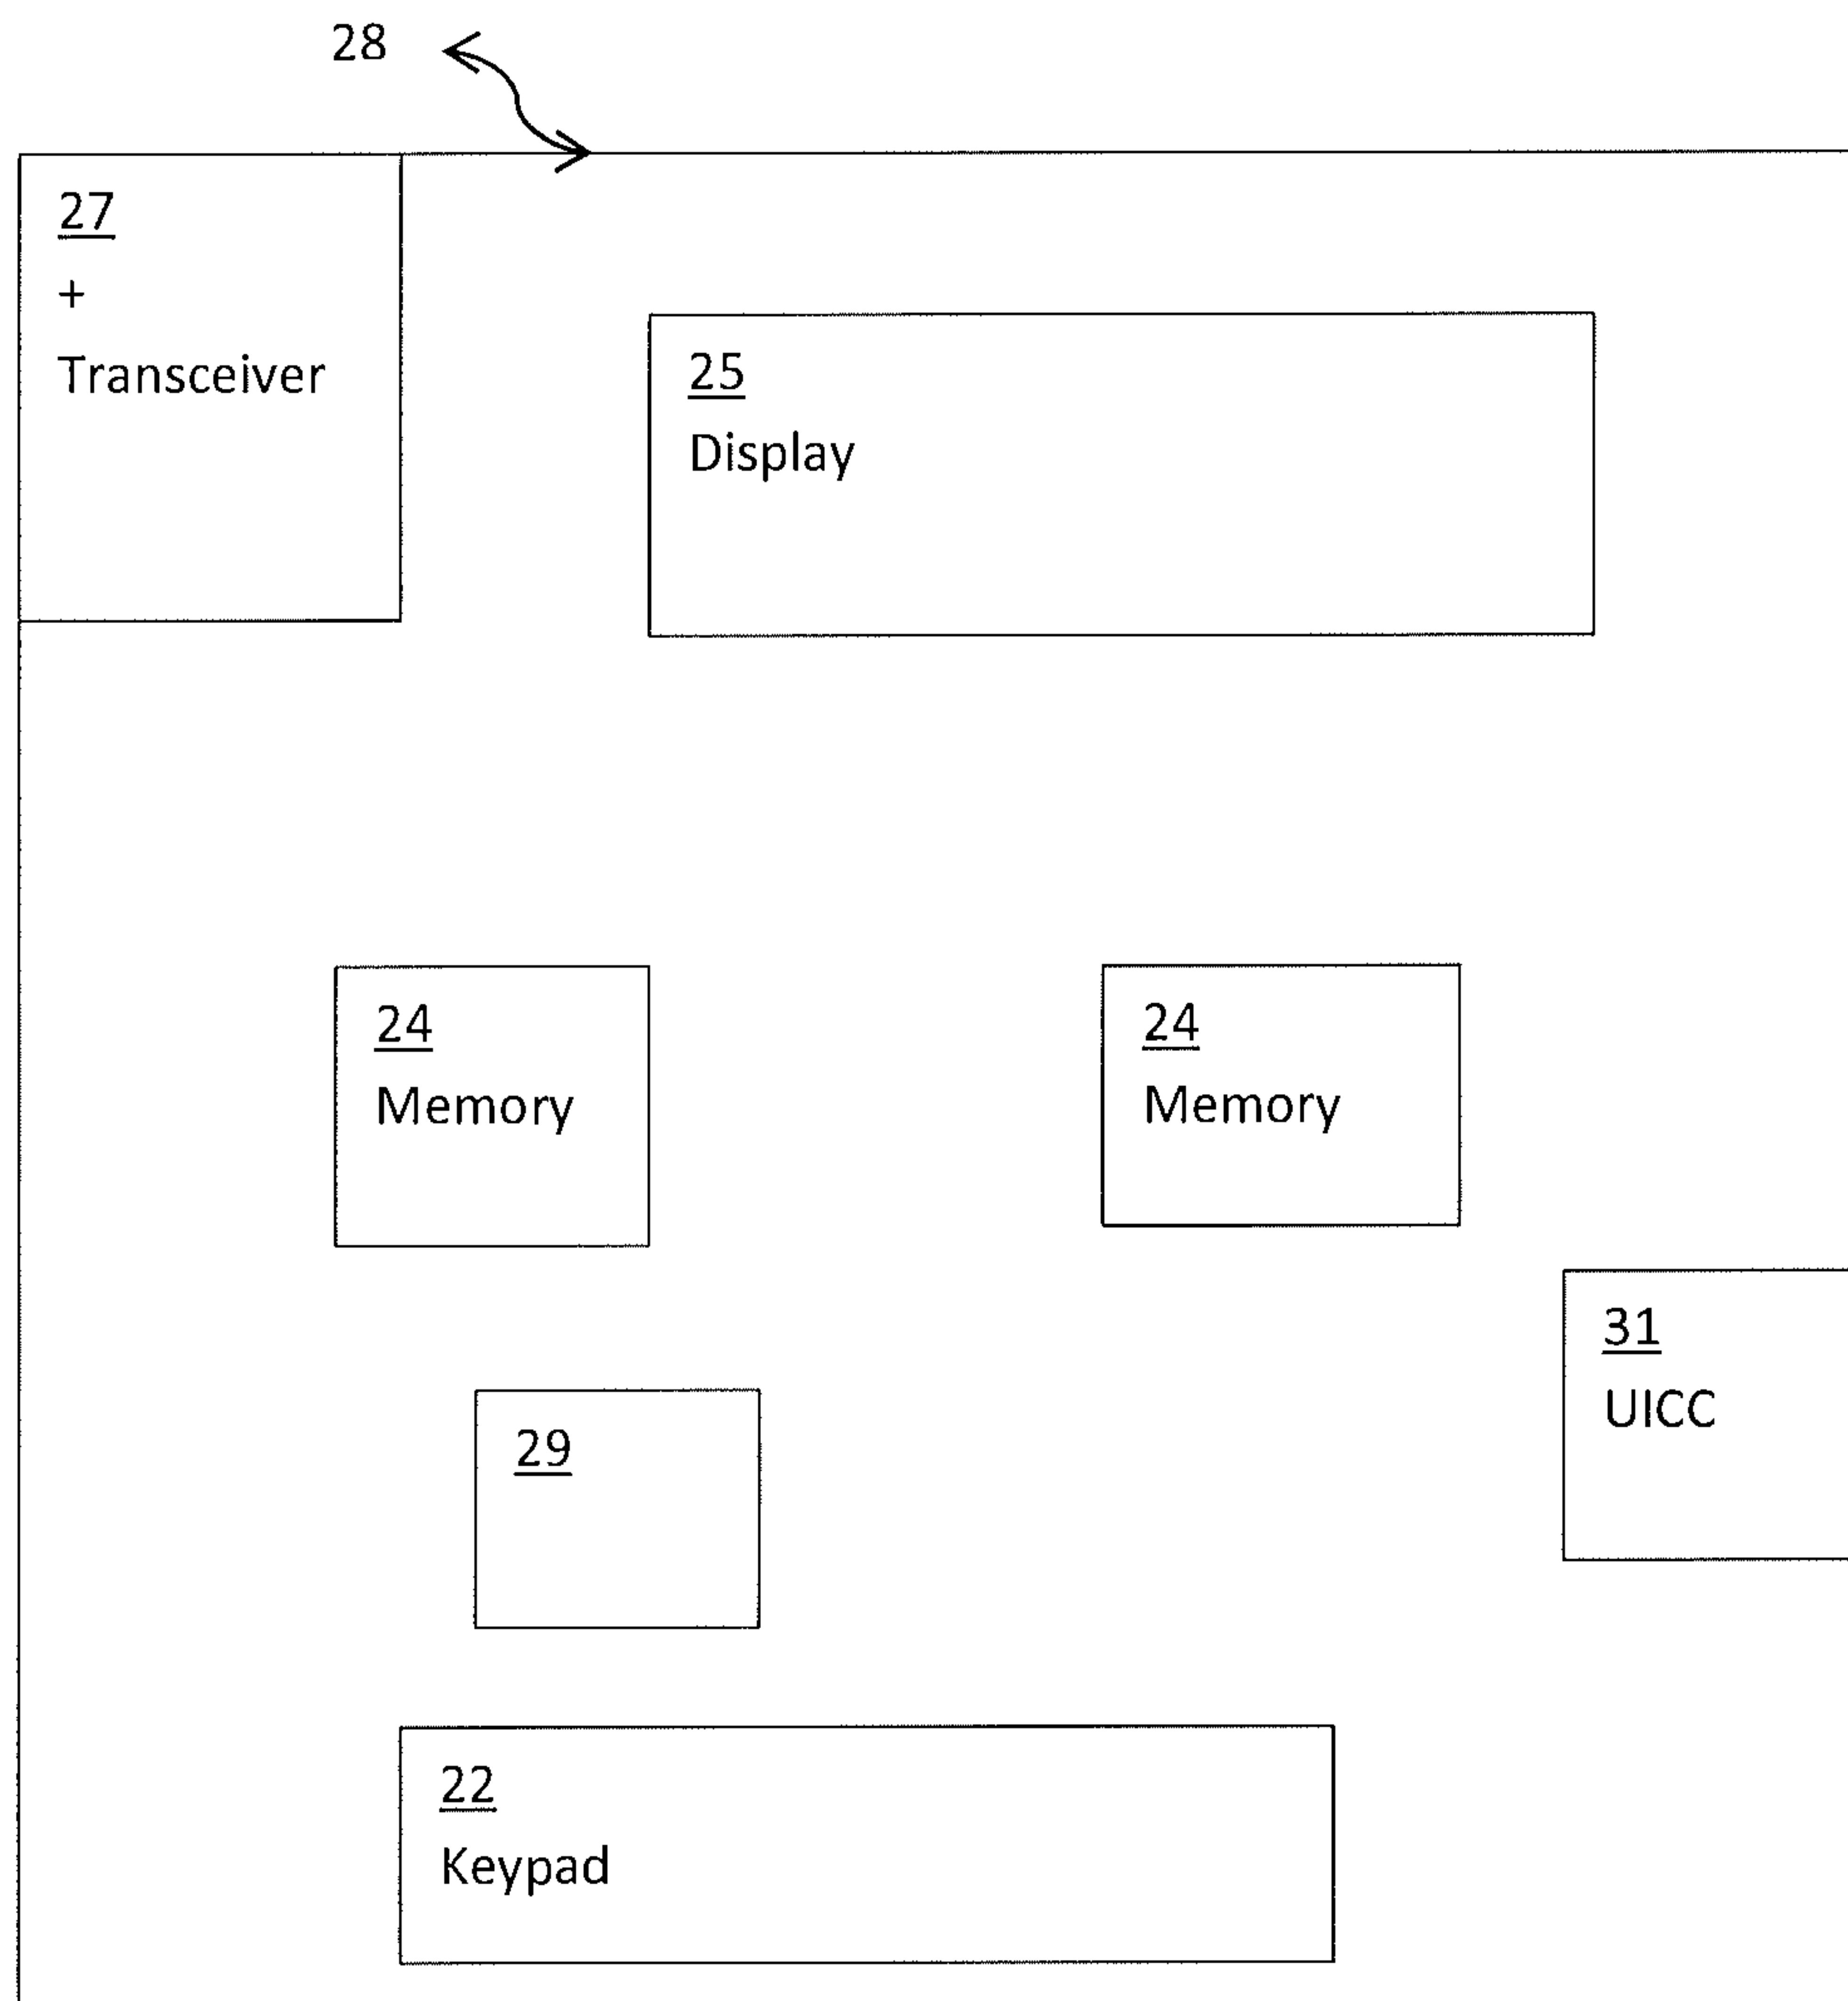 28
27
+
Transceiver
25
Display
24
Memory
24
Memory
31
UICC
29
22
Keypad